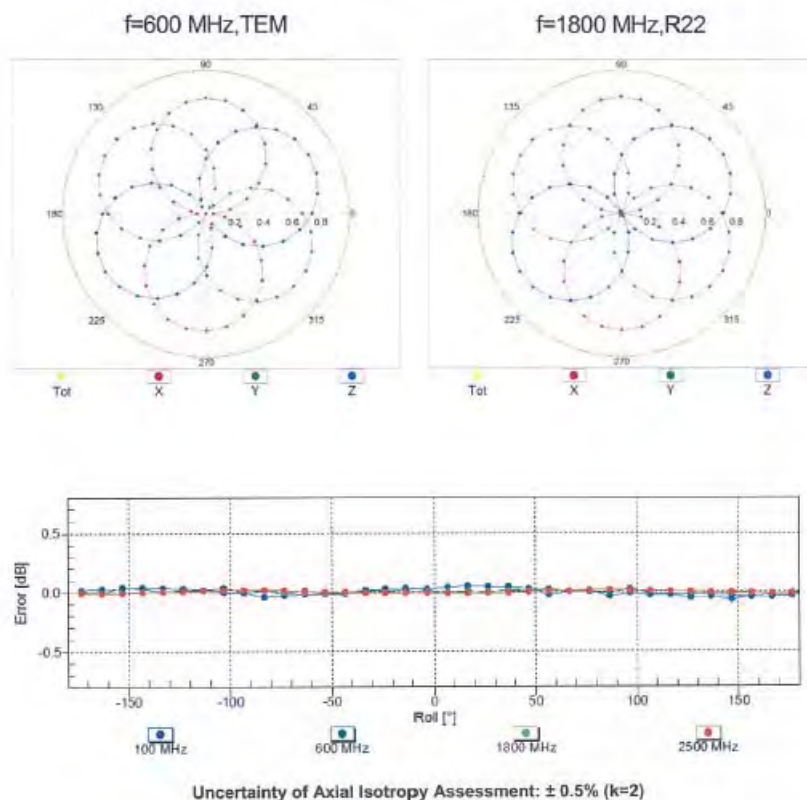 f=600 MHz,TEM
f=1800 MHz,R22
90
130
45
180
0.2 0.4 0.6 0.8 0
225
315
270
Tot X Y Z
90
135
45
180
0.2 0.4 0.6 0.8 0
225
315
270
Tot X Y Z
Error [dB]
0.5
0.0
-0.5
-150 -100 -50 0 50 100 150
Roll [°]
100 MHz 600 MHz 1800 MHz 2500 MHz
Uncertainty of Axial Isotropy Assessment: ± 0.5% (k=2)